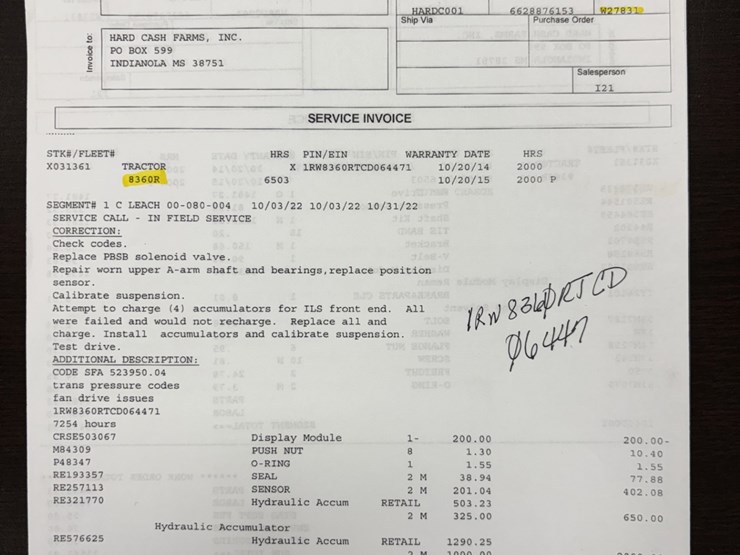 HARDC001 6628876153 W27831
Ship Via Purchase Order
Invoice to:
HARD CASH FARMS, INC.
PO BOX 599
INDIANOLA MS 38751
Salesperson
I21
SERVICE INVOICE
STK#/FLEET# HRS PIN/EIN WARRANTY DATE HRS
X031361 TRACTOR X 1RW8360RTCD064471 10/20/14 2000
8360R 6503 10/20/15 2000 P
SEGMENT# 1 C LEACH 00-080-004 10/03/22 10/03/22 10/31/22
SERVICE CALL - IN FIELD SERVICE
CORRECTION:
Check codes.
Replace PBSB solenoid valve.
Repair worn upper A-arm shaft and bearings,replace position
sensor.
Calibrate suspension.
Attempt to charge (4) accumulators for ILS front end. All
were failed and would not recharge. Replace all and
charge. Install accumulators and calibrate suspension.
Test drive.
1RW8360RTCD
06447
ADDITIONAL DESCRIPTION:
CODE SFA 523950.04
trans pressure codes
fan drive issues
1RW8360RTCD064471
7254 hours
CRSE503067 Display Module 1- 200.00 200.00-
M84309 PUSH NUT 8 1.30 10.40
P48347 O-RING 1 1.55 1.55
RE193357 SEAL 2 M 38.94 77.88
RE257113 SENSOR 2 M 201.04 402.08
RE321770 Hydraulic Accum RETAIL 503.23
2 M 325.00 650.00
Hydraulic Accumulator
RE576625 Hydraulic Accum RETAIL 1290.25
2 M